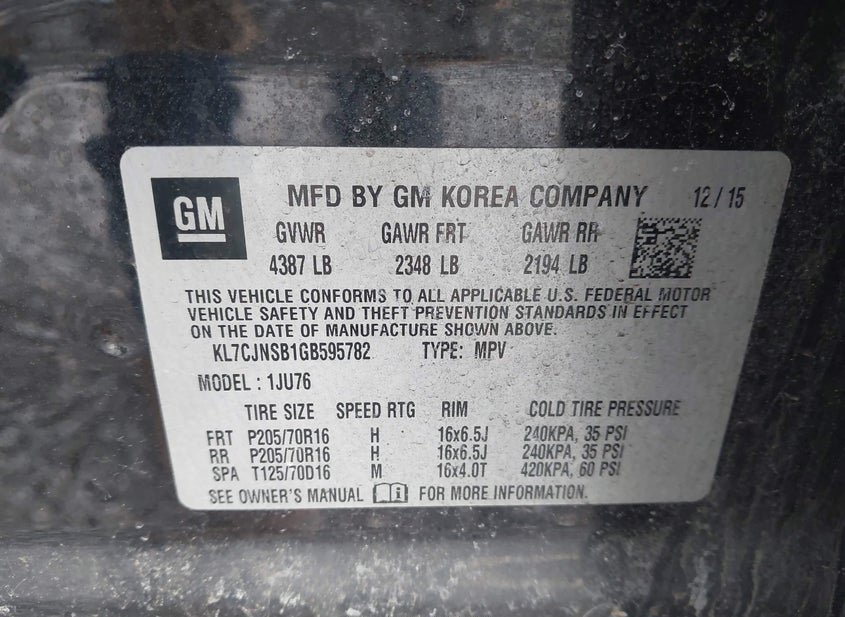 GM MFD BY GM KOREA COMPANY 12 / 15
GVWR GAWR FRT GAWR RR
4387 LB 2348 LB 2194 LB
THIS VEHICLE CONFORMS TO ALL APPLICABLE U.S. FEDERAL MOTOR
VEHICLE SAFETY AND THEFT PREVENTION STANDARDS IN EFFECT
ON THE DATE OF MANUFACTURE SHOWN ABOVE.
KL7CJNSB1GB595782 TYPE: MPV
MODEL : 1JU76
TIRE SIZE SPEED RTG RIM COLD TIRE PRESSURE
FRT P205/70R16 H 16x6.5J 240KPA, 35 PSI
RR P205/70R16 H 16x6.5J 240KPA, 35 PSI
SPA T125/70D16 M 16x4.0T 420KPA, 60 PSI
SEE OWNER'S MANUAL FOR MORE INFORMATION.